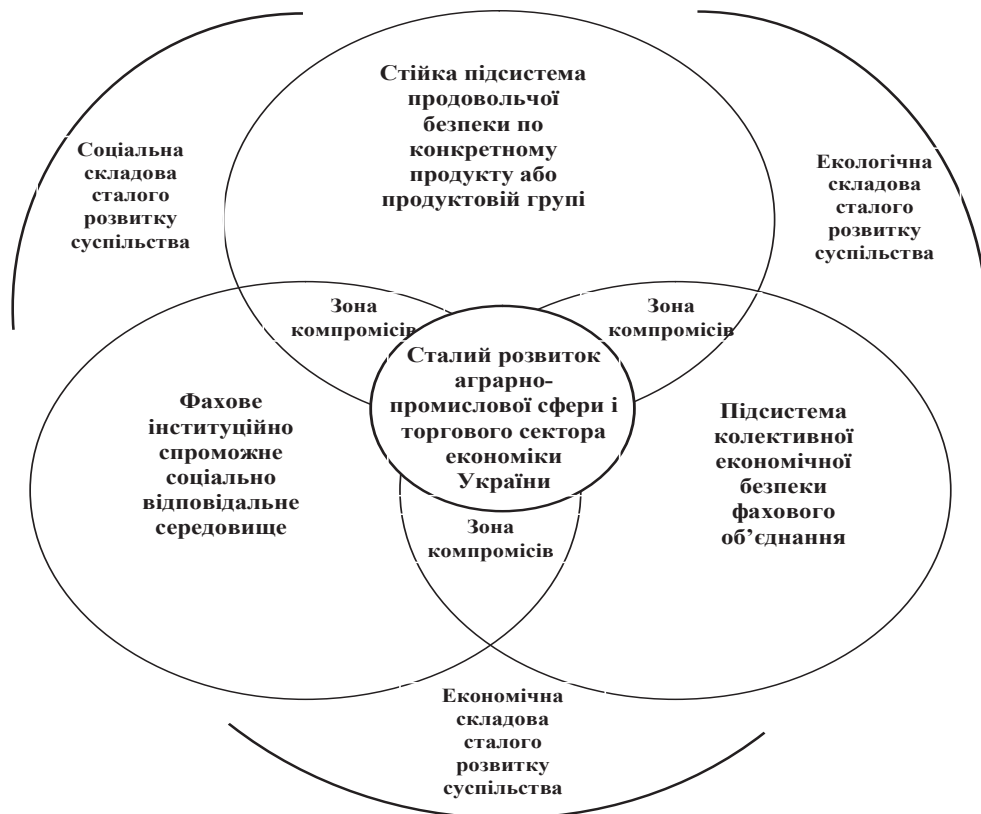 Стійка підсистема
продовольчої
безпеки по
конкретному
продукту або
продуктовій групі
Соціальна
складова
сталого
розвитку
суспільства
Екологічна
складова
сталого
розвитку
суспільства
Зона
компромісів
Зона
компромісів
Сталий розвиток
аграрно-
промислової сфери і
торгового сектора
економіки
України
Фахове
інституційно
спроможне
соціально
відповідальне
середовище
Підсистема
колективної
економічної
безпеки
фахового
об’єднання
Зона
компромісів
Економічна
складова
сталого
розвитку
суспільства